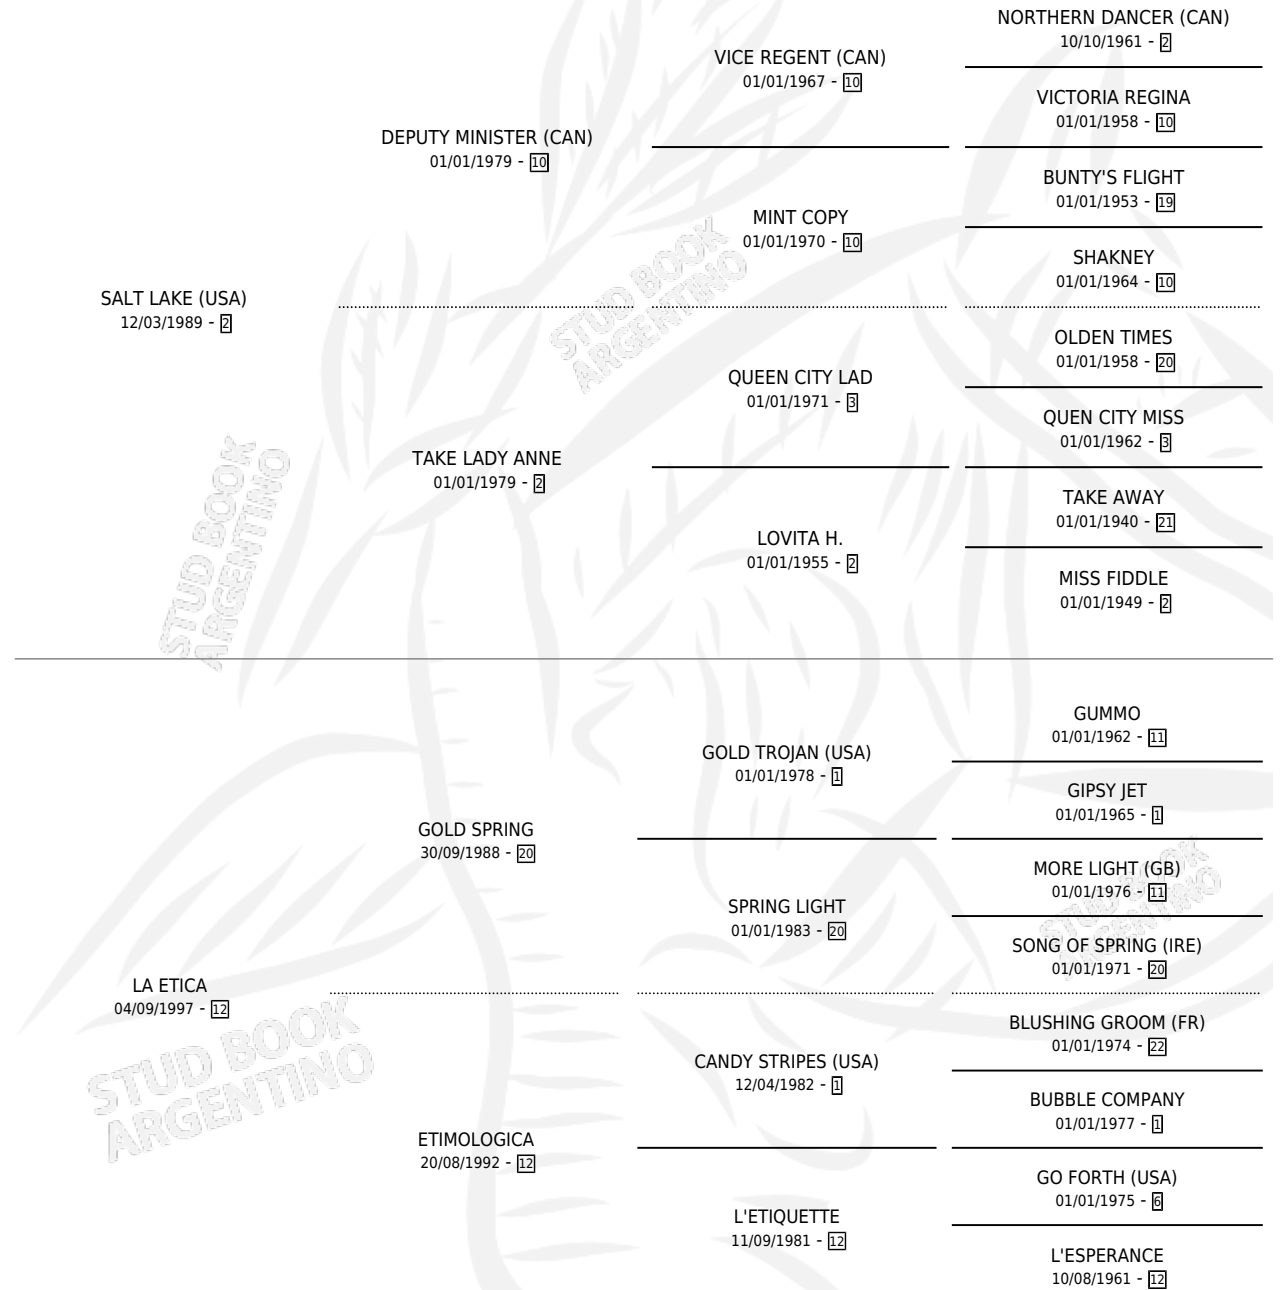 NORTHERN DANCER (CAN)
10/10/1961 - 2
VICE REGENT (CAN)
01/01/1967 - 10
VICTORIA REGINA
01/01/1958 - 10
DEPUTY MINISTER (CAN)
01/01/1979 - 10
BUNTY'S FLIGHT
01/01/1953 - 19
MINT COPY
01/01/1970 - 10
SHAKNEY
01/01/1964 - 10
SALT LAKE (USA)
12/03/1989 - 2
OLDEN TIMES
01/01/1958 - 20
QUEEN CITY LAD
01/01/1971 - 3
QUEN CITY MISS
01/01/1962 - 3
TAKE LADY ANNE
01/01/1979 - 2
TAKE AWAY
01/01/1940 - 21
LOVITA H.
01/01/1955 - 2
MISS FIDDLE
01/01/1949 - 2
GUMMO
01/01/1962 - 11
GOLD TROJAN (USA)
01/01/1978 - 1
GIPSY JET
01/01/1965 - 1
GOLD SPRING
30/09/1988 - 20
MORE LIGHT (GB)
01/01/1976 - 11
SPRING LIGHT
01/01/1983 - 20
SONG OF SPRING (IRE)
01/01/1971 - 20
LA ETICA
04/09/1997 - 12
BLUSHING GROOM (FR)
01/01/1974 - 22
CANDY STRIPES (USA)
12/04/1982 - 1
BUBBLE COMPANY
01/01/1977 - 1
ETIMOLOGICA
20/08/1992 - 12
GO FORTH (USA)
01/01/1975 - 6
L'ETIQUETTE
11/09/1981 - 12
L'ESPERANCE
10/08/1961 - 12
STUD BOOK
ARGENTINO
STUD BOOK
ARGENTINO
STUD BOOK
ARGENTINO
STUD BOOK
ARGENTINO